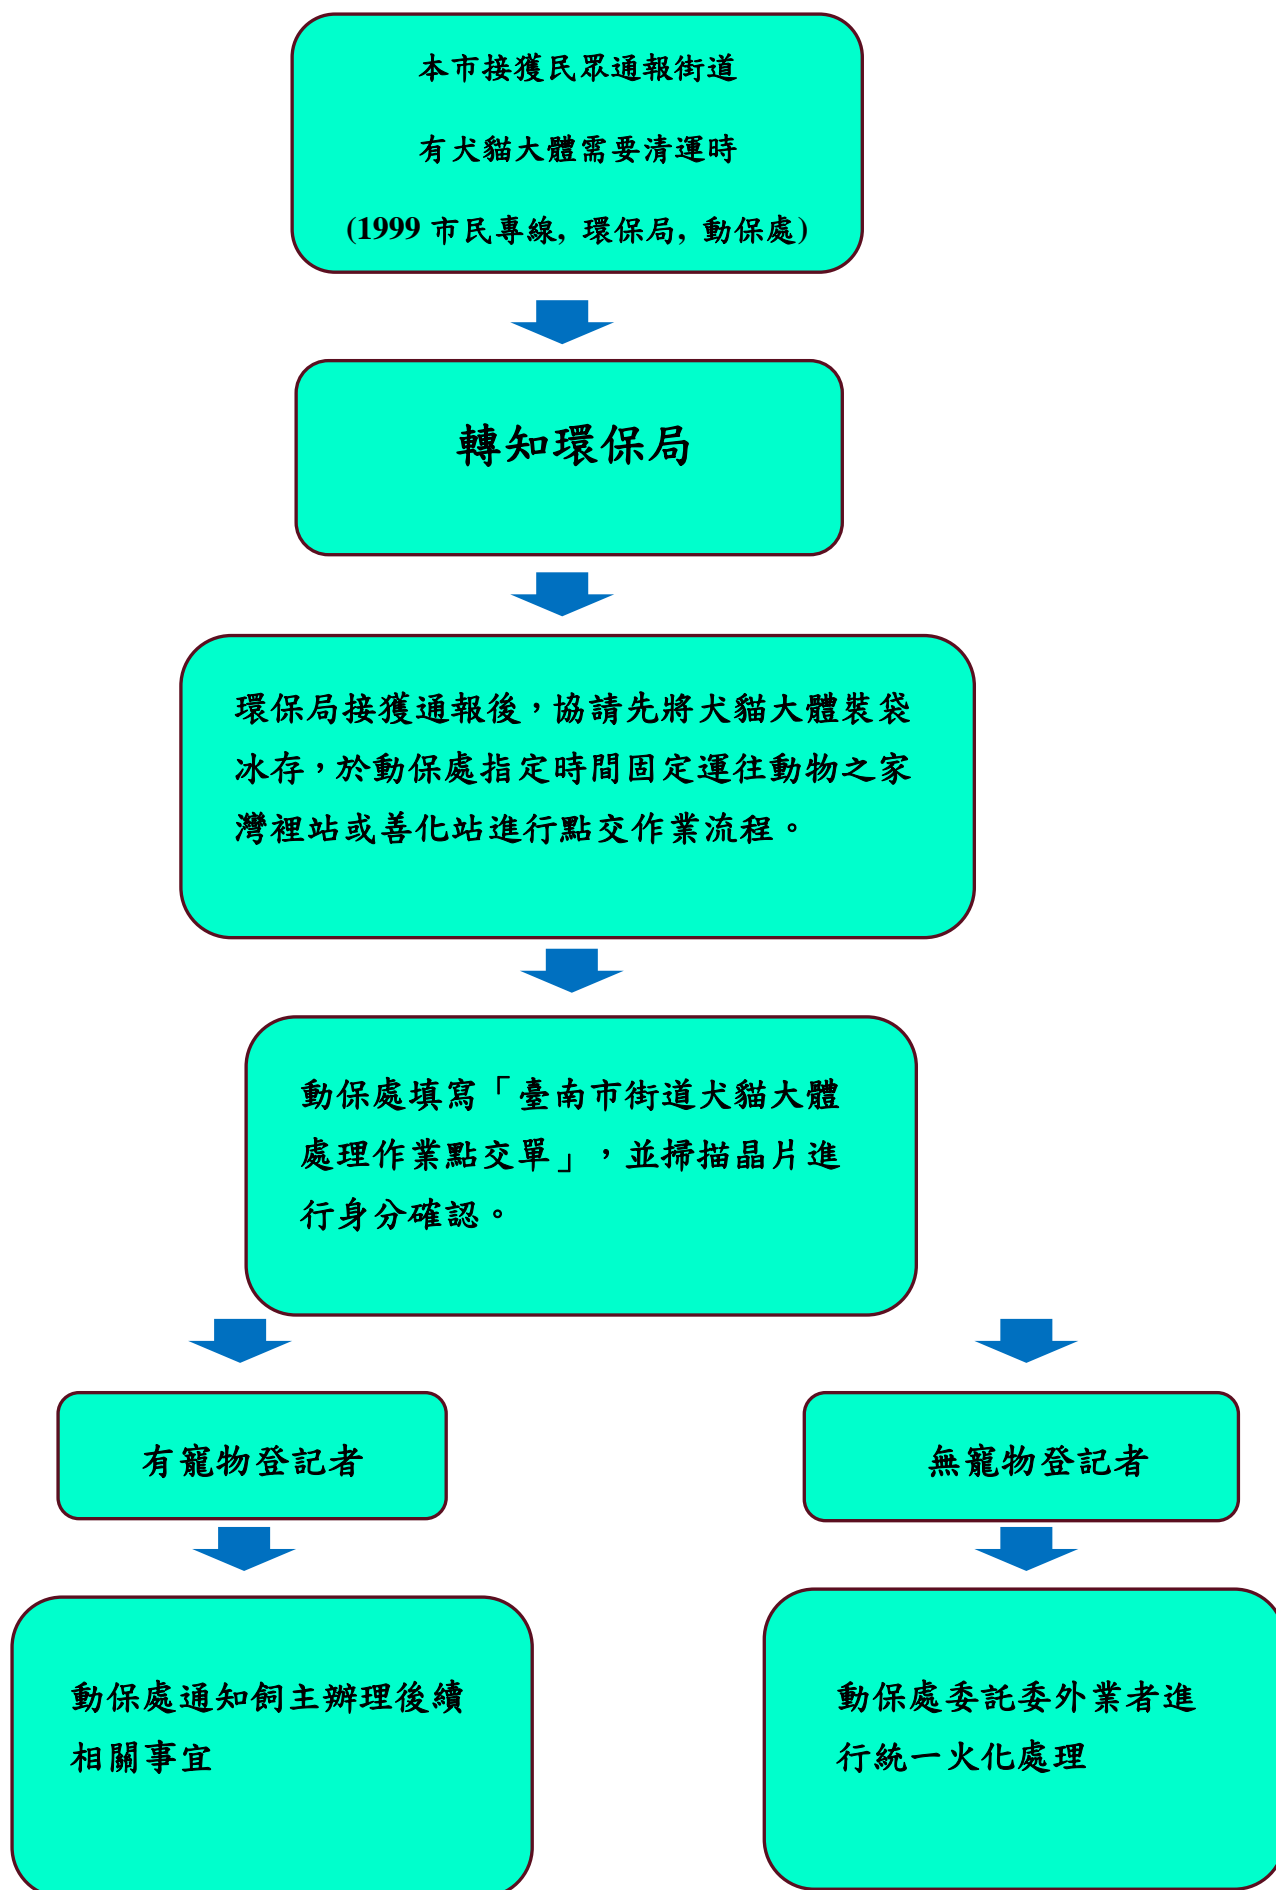 本市接獲民眾通報街道
有犬貓大體需要清運時
(1999 市民專線, 環保局, 動保處)
轉知環保局
環保局接獲通報後，協請先將犬貓大體裝袋
冰存，於動保處指定時間固定運往動物之家
灣裡站或善化站進行點交作業流程。
動保處填寫「臺南市街道犬貓大體
處理作業點交單」，並掃描晶片進
行身分確認。
有寵物登記者
無寵物登記者
動保處通知飼主辦理後續
相關事宜
動保處委託委外業者進
行統一火化處理